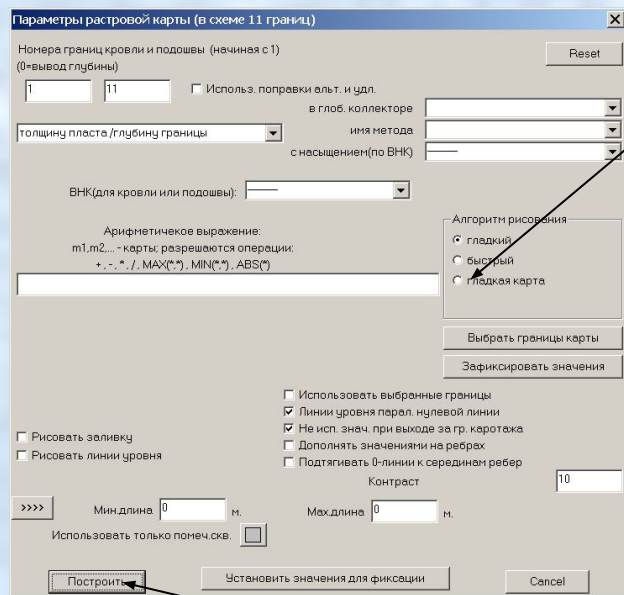 Параметры растровой карты (в схеме 11 границ)
Номера границ кровли и подошвы (начиная с 1)
(0=вывод глубины)
Reset
1 11 Использ. поправки альт. и удл.
в глоб. коллекторе
толщину пласта /глубину границы
имя метода
с насыщением(по ВНК)
ВНК(для кровли или подошвы):
Арифметичекое выражение:
m1,m2,... - карты; разрешаются операции:
+ , - , * , / , MAX(*,*) , MIN(*,*) , ABS(*)
Алгоритм рисования
гладкий
быстрый
гладкая карта
Выбрать границы карты
Зафиксировать значения
Использовать выбранные границы
Линии уровня парал. нулевой линии
Не исп. знач. при выходе за гр. каротажа
Дополнять значениями на ребрах
Подтягивать 0-линии к серединам ребер
Рисовать заливку
Рисовать линии уровня
Контраст 10
>>>> Мин.длина 0 м. Мах.длина 0 м.
Использовать только помеч.скв.
Построить Установить значения для фиксации Cancel